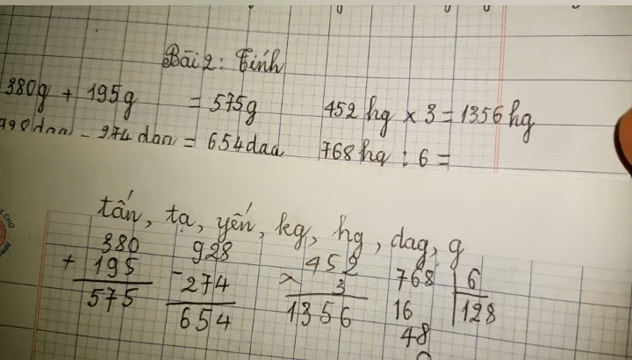 Bài 2: Tính
380g + 195g = 575g 452 hg × 3 = 1356 hg
928 dag - 274 dag = 654 dag 768 hg : 6 =
tấn, tạ, yến, kg, hg, dag, g
380 928 452 768 | 6
+ 195 - 274 × 3 16 | 128
575 654 1356 48